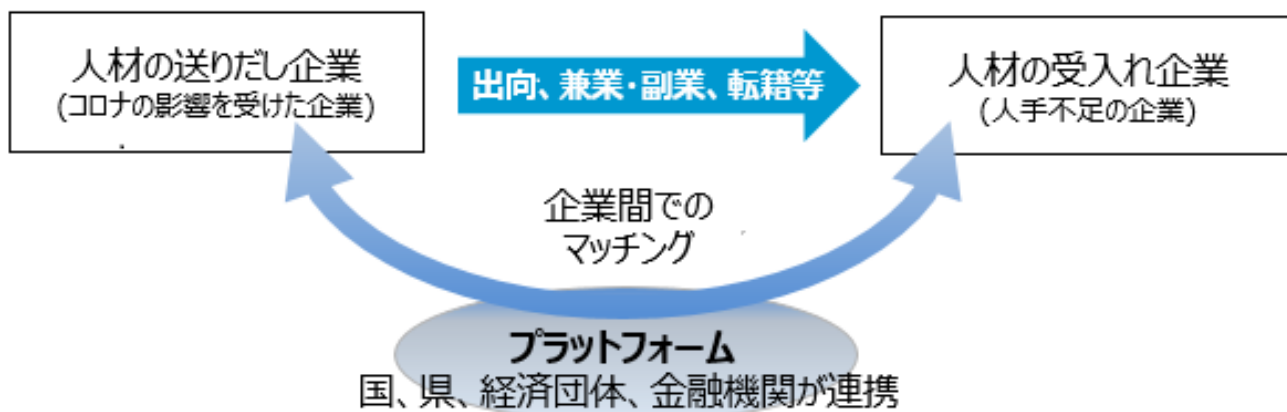 人材の送りだし企業
(コロナの影響を受けた企業)
出向、兼業・副業、転籍等
人材の受入れ企業
(人手不足の企業)
企業間での
マッチング
プラットフォーム
国、県、経済団体、金融機関が連携